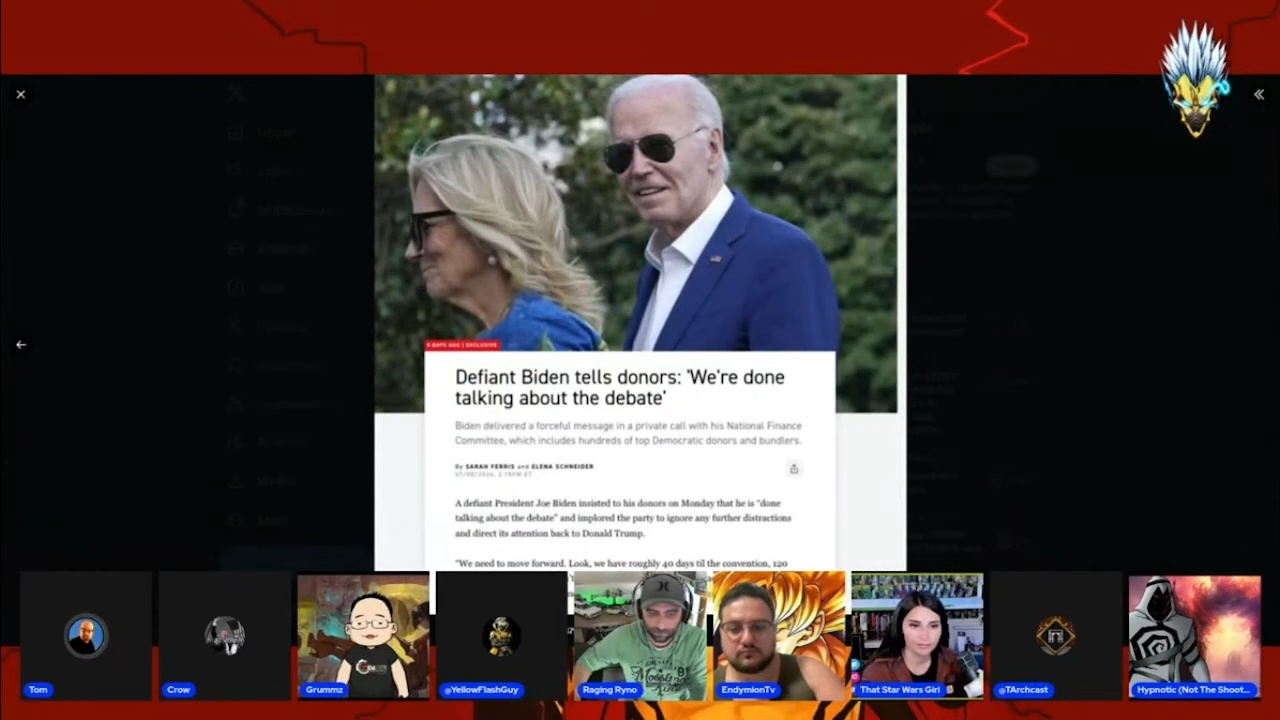 9 DAYS AGO | EXCLUSIVE
Defiant Biden tells donors: 'We're done
talking about the debate'
Biden delivered a forceful message in a private call with his National Finance
Committee, which includes hundreds of top Democratic donors and bundlers.
By SARAH FERRIS and ELENA SCHNEIDER
A defiant President Joe Biden insisted to his donors on Monday that he is "done
talking about the debate" and implored the party to ignore any further distractions
and direct its attention back to Donald Trump.
"We need to move forward. Look, we have roughly 40 days til the convention, 120
Tom
Crow
Grummz
@YellowFlashGuy
Raging Ryno
EndymionTv
That Star Wars Girl
@TArchcast
Hypnotic (Not The Shoot...